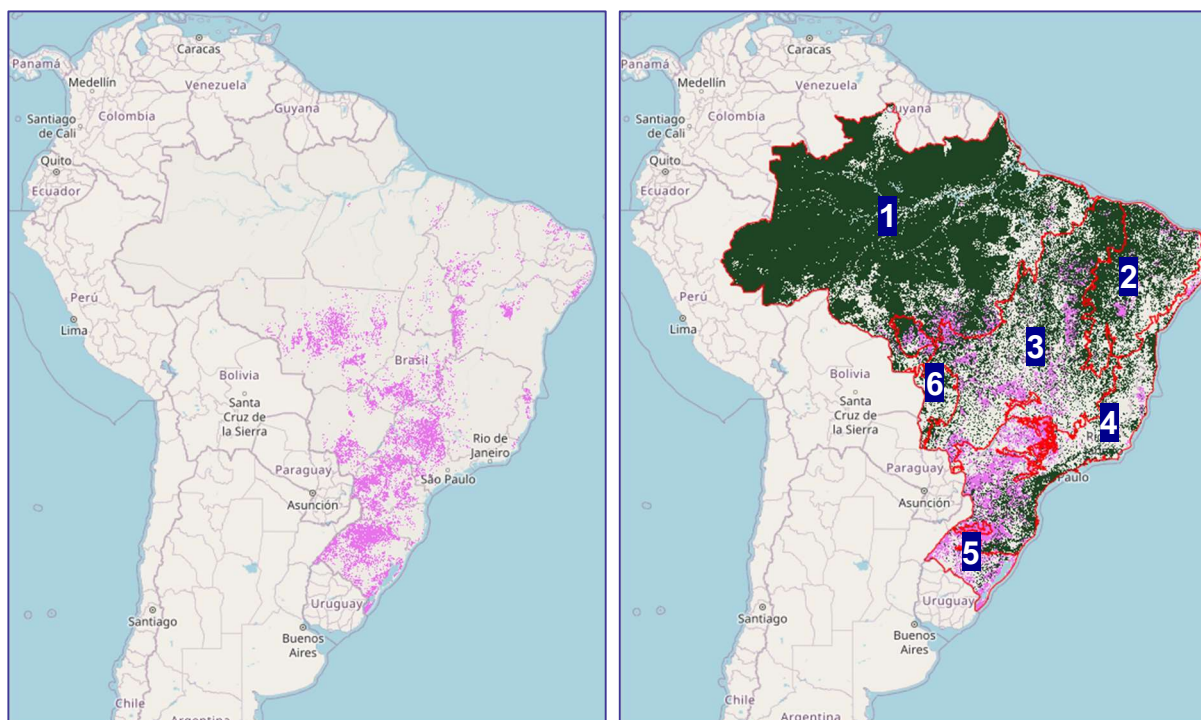 Panamá
Caracas
Medellín
Venezuela
Guyana
Santiago
de Cali
Colombia
Quito
Ecuador
Perú
Lima
Brasil
Bolivia
Santa
Cruz de
la Sierra
Rio de
Janeiro
Paraguay
São Paulo
Asunción
Uruguay
Santiago
Buenos
Aires
Chile
Argentina
Panamá
Caracas
Medellín
Venezuela
Guyana
Santiago
de Cali
Colombia
Quito
Ecuador
1
2
Perú
Lima
3
Bolivia
6
Santa
Cruz de
la Sierra
4
Paraguay
Paulo
Asunción
5
Uruguay
Santiago
Buenos
Aires
Chile
Argentina